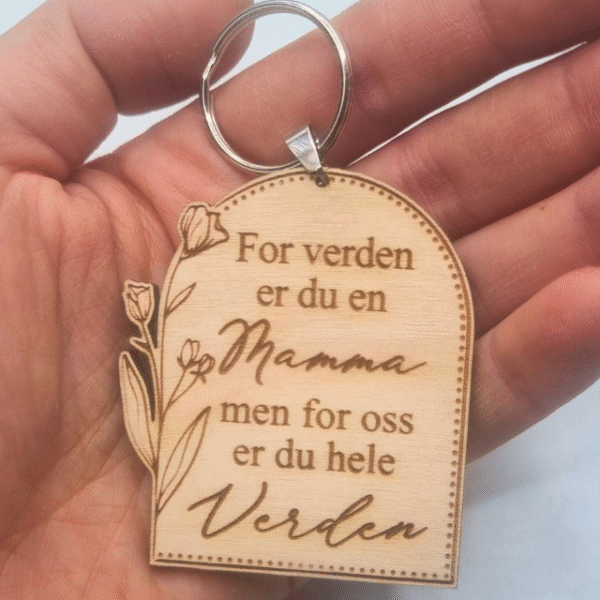 For verden
er du en
Mamma
men for oss
er du hele
Verden